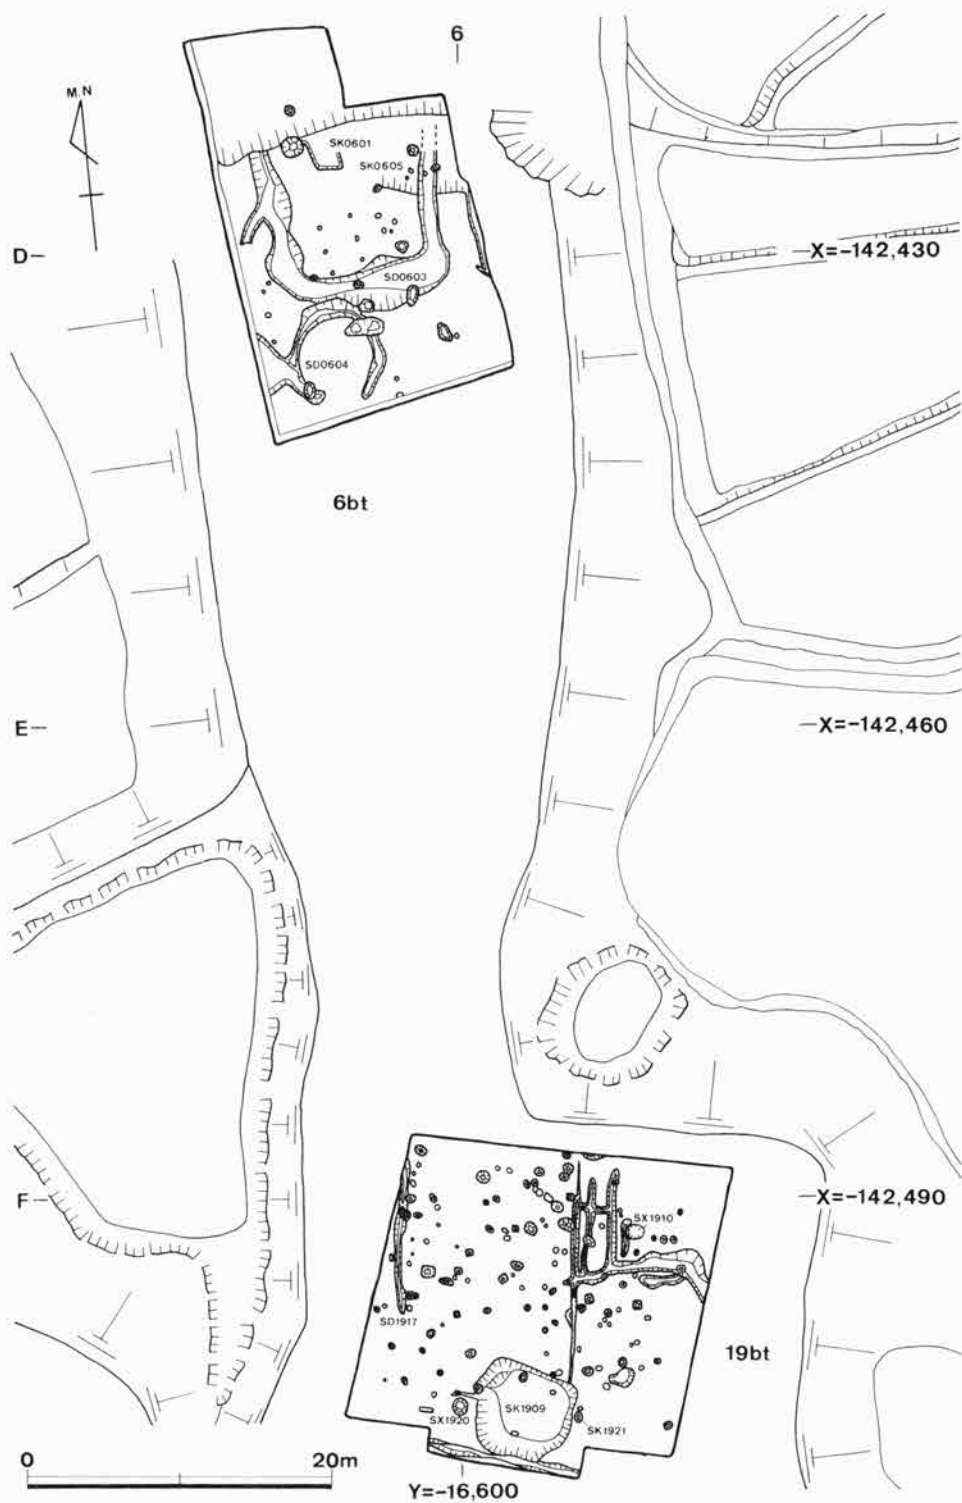 6
M.N
SK0601
SK0605
D
X=-142,430
SD0603
SD0604
6bt
E
X=-142,460
F
X=-142,490
SX1910
SD1917
19bt
SK1909
SX1920
SK1921
0 20m
Y=-16,600